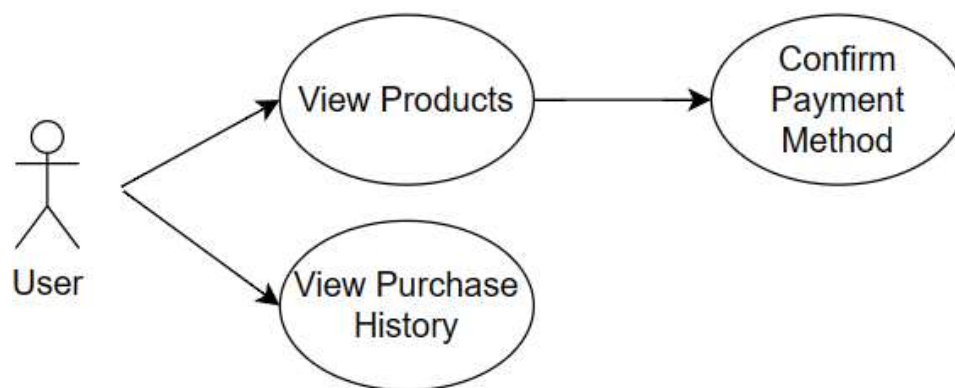 View Products
Confirm
Payment
Method
User
View Purchase
History